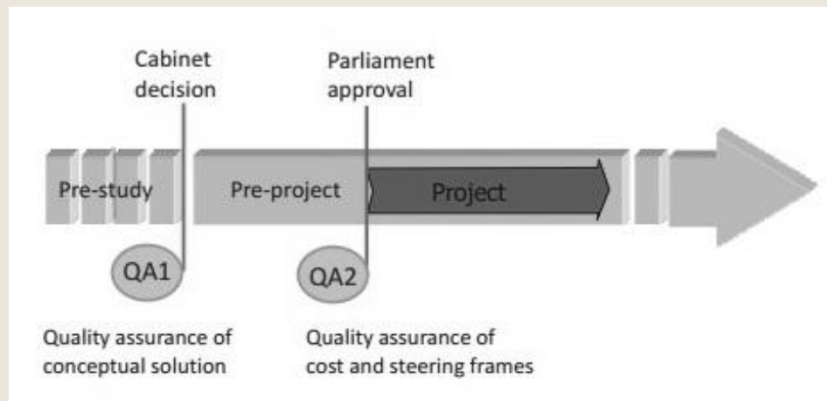 Cabinet
decision
Parliament
approval
Pre-study
Pre-project
Project
QA1
QA2
Quality assurance of
conceptual solution
Quality assurance of
cost and steering frames